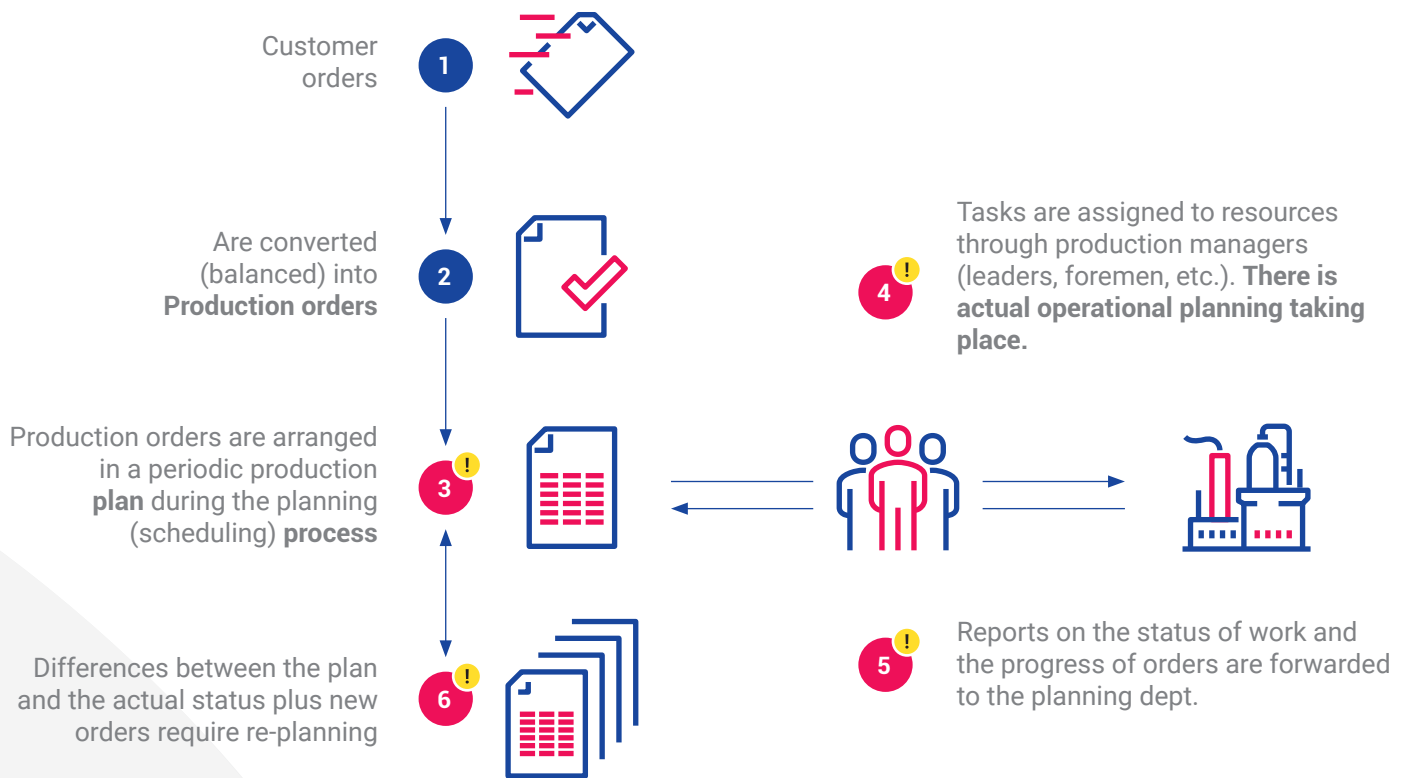 Customer
orders
1
Are converted
(balanced) into
Production orders
2
Production orders are arranged
in a periodic production
plan during the planning
(scheduling) process
3
!
Tasks are assigned to resources
through production managers
(leaders, foremen, etc.). There is
actual operational planning taking
place.
4
!
Reports on the status of work and
the progress of orders are forwarded
to the planning dept.
5
!
Differences between the plan
and the actual status plus new
orders require re-planning
6
!